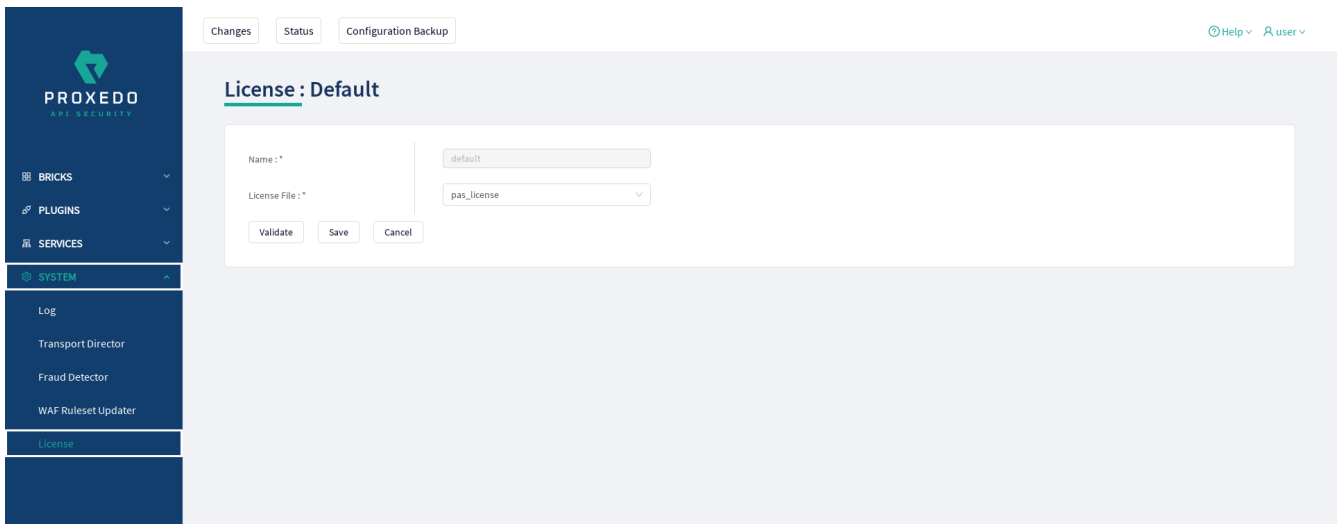 Changes Status Configuration Backup
Help user
PROXEDO
API SECURITY
BRICKS
PLUGINS
SERVICES
SYSTEM
Log
Transport Director
Fraud Detector
WAF Ruleset Updater
License
License : Default
Name : * default
License File : * pas_license
Validate Save Cancel